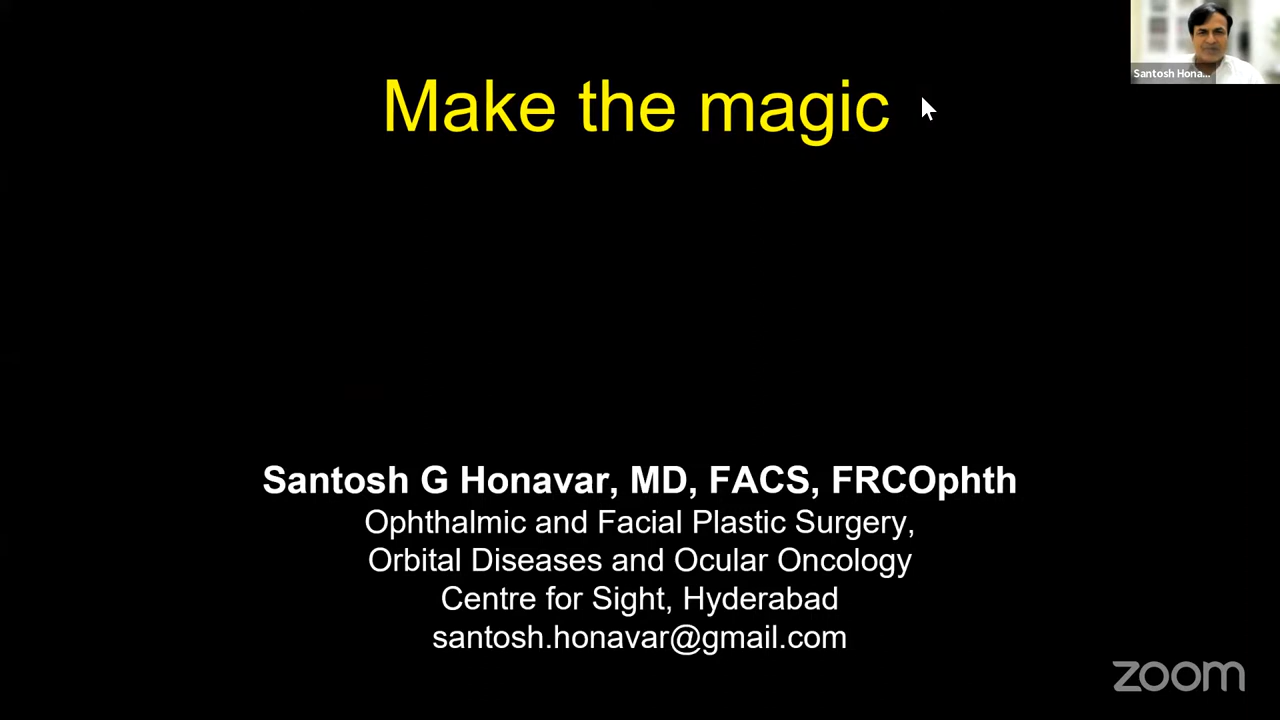 Santosh Hona...
Make the magic
Santosh G Honavar, MD, FACS, FRCOphth
Ophthalmic and Facial Plastic Surgery,
Orbital Diseases and Ocular Oncology
Centre for Sight, Hyderabad
santosh.honavar@gmail.com
zoom